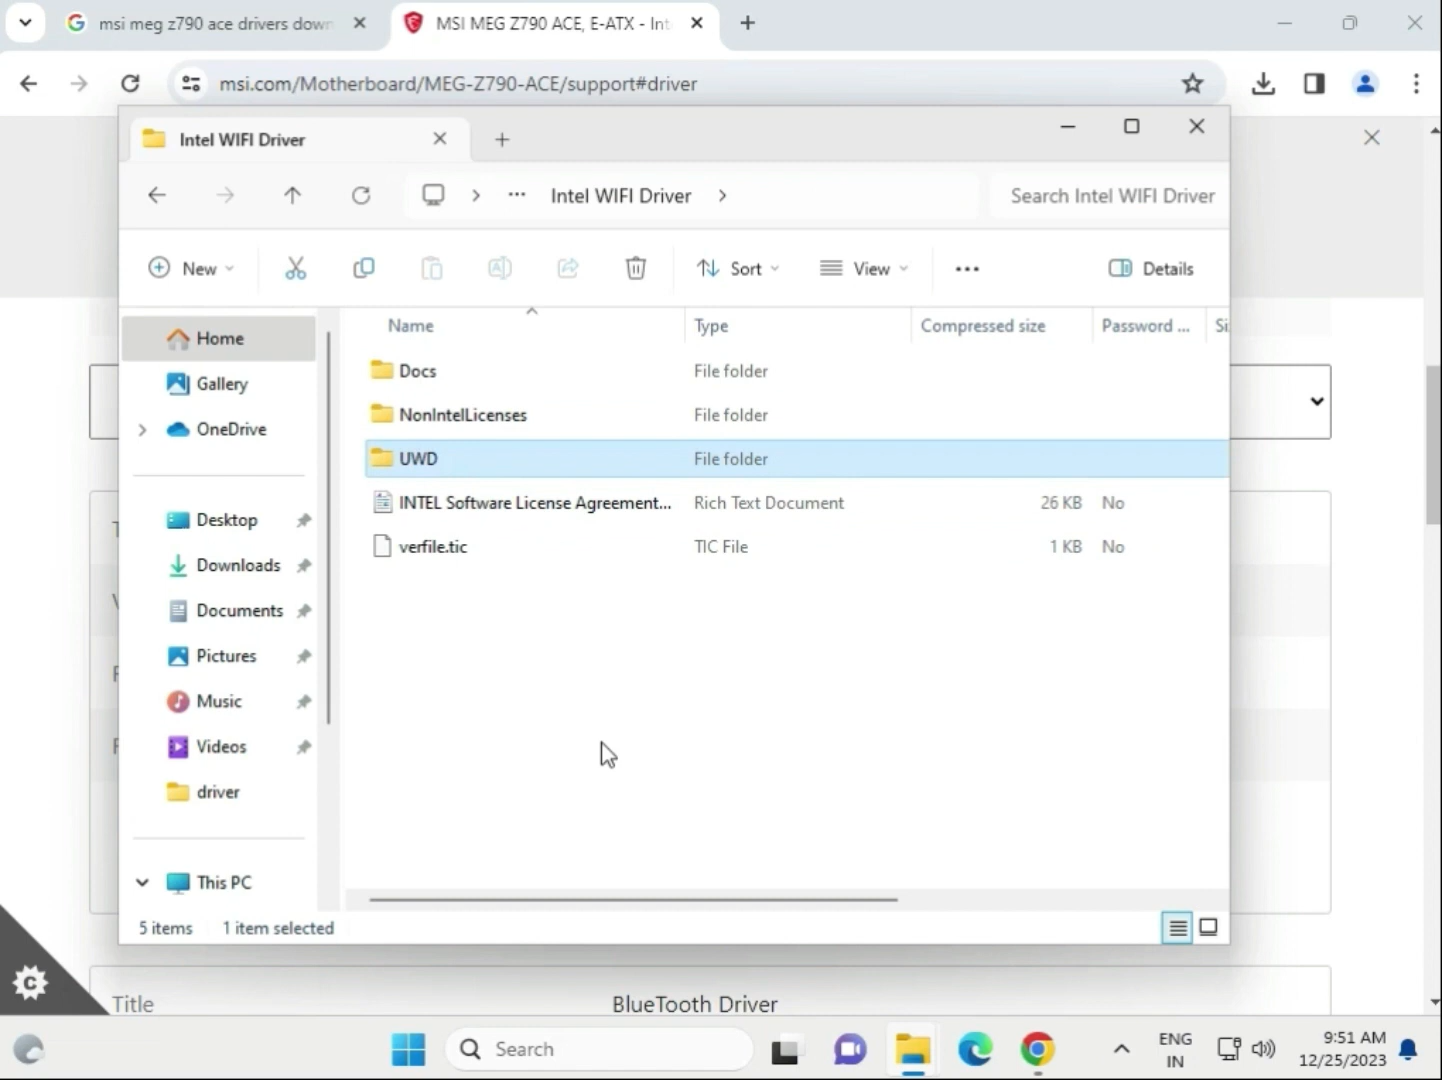 msi meg z790 ace drivers down
MSI MEG Z790 ACE, E-ATX - Int
msi.com/Motherboard/MEG-Z790-ACE/support#driver
Intel WIFI Driver
Intel WIFI Driver
Search Intel WIFI Driver
New
Sort
View
Details
Name Type Compressed size Password ... Si
Home
Gallery
OneDrive
Desktop
Downloads
Documents
Pictures
Music
Videos
driver
This PC
Docs File folder
NonIntelLicenses File folder
UWD File folder
INTEL Software License Agreement... Rich Text Document 26 KB No
verfile.tic TIC File 1 KB No
5 items 1 item selected
Title BlueTooth Driver
Search
ENG
IN
9:51 AM
12/25/2023